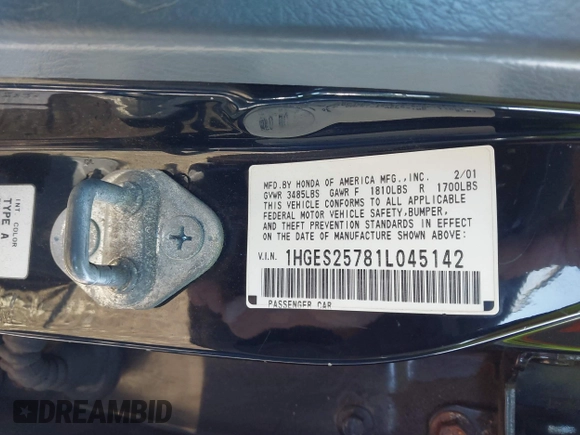 INT COLOR
TYPE A
MFD.BY HONDA OF AMERICA MFG.,INC. 2/01
GVWR 3485LBS GAWR F 1810LBS R 1700LBS
THIS VEHICLE CONFORMS TO ALL APPLICABLE
FEDERAL MOTOR VEHICLE SAFETY,BUMPER,
AND THEFT PREVENTION STANDARDS IN EFFECT
ON THE DATE OF MANUFACTURE SHOWN ABOVE:
V.I.N. 1HGES25781L045142
PASSENGER CAR
DREAMBID